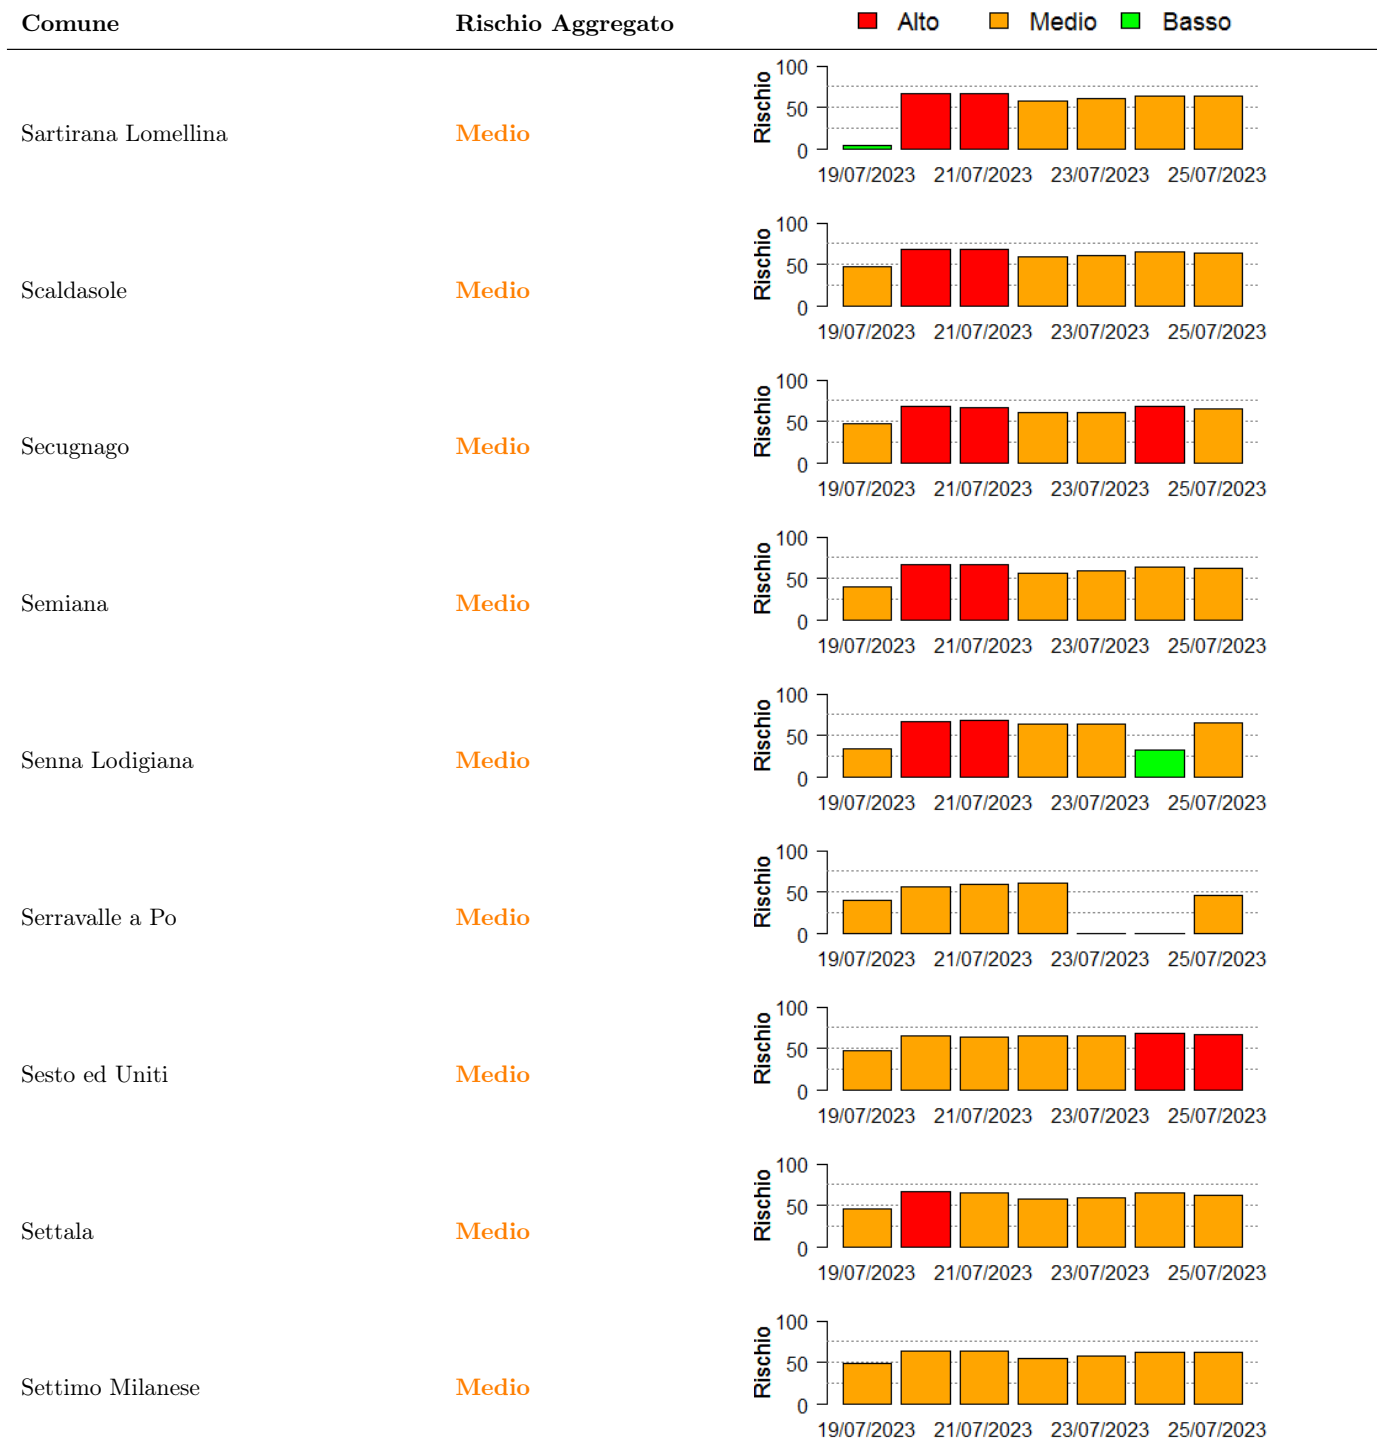 Comune Rischio Aggregato Alto Medio Basso
Sartirana Lomellina Medio
Rischio
100
50
0
19/07/2023 21/07/2023 23/07/2023 25/07/2023
Scaldasole Medio
Rischio
100
50
0
19/07/2023 21/07/2023 23/07/2023 25/07/2023
Secugnago Medio
Rischio
100
50
0
19/07/2023 21/07/2023 23/07/2023 25/07/2023
Semiana Medio
Rischio
100
50
0
19/07/2023 21/07/2023 23/07/2023 25/07/2023
Senna Lodigiana Medio
Rischio
100
50
0
19/07/2023 21/07/2023 23/07/2023 25/07/2023
Serravalle a Po Medio
Rischio
100
50
0
19/07/2023 21/07/2023 23/07/2023 25/07/2023
Sesto ed Uniti Medio
Rischio
100
50
0
19/07/2023 21/07/2023 23/07/2023 25/07/2023
Settala Medio
Rischio
100
50
0
19/07/2023 21/07/2023 23/07/2023 25/07/2023
Settimo Milanese Medio
Rischio
100
50
0
19/07/2023 21/07/2023 23/07/2023 25/07/2023